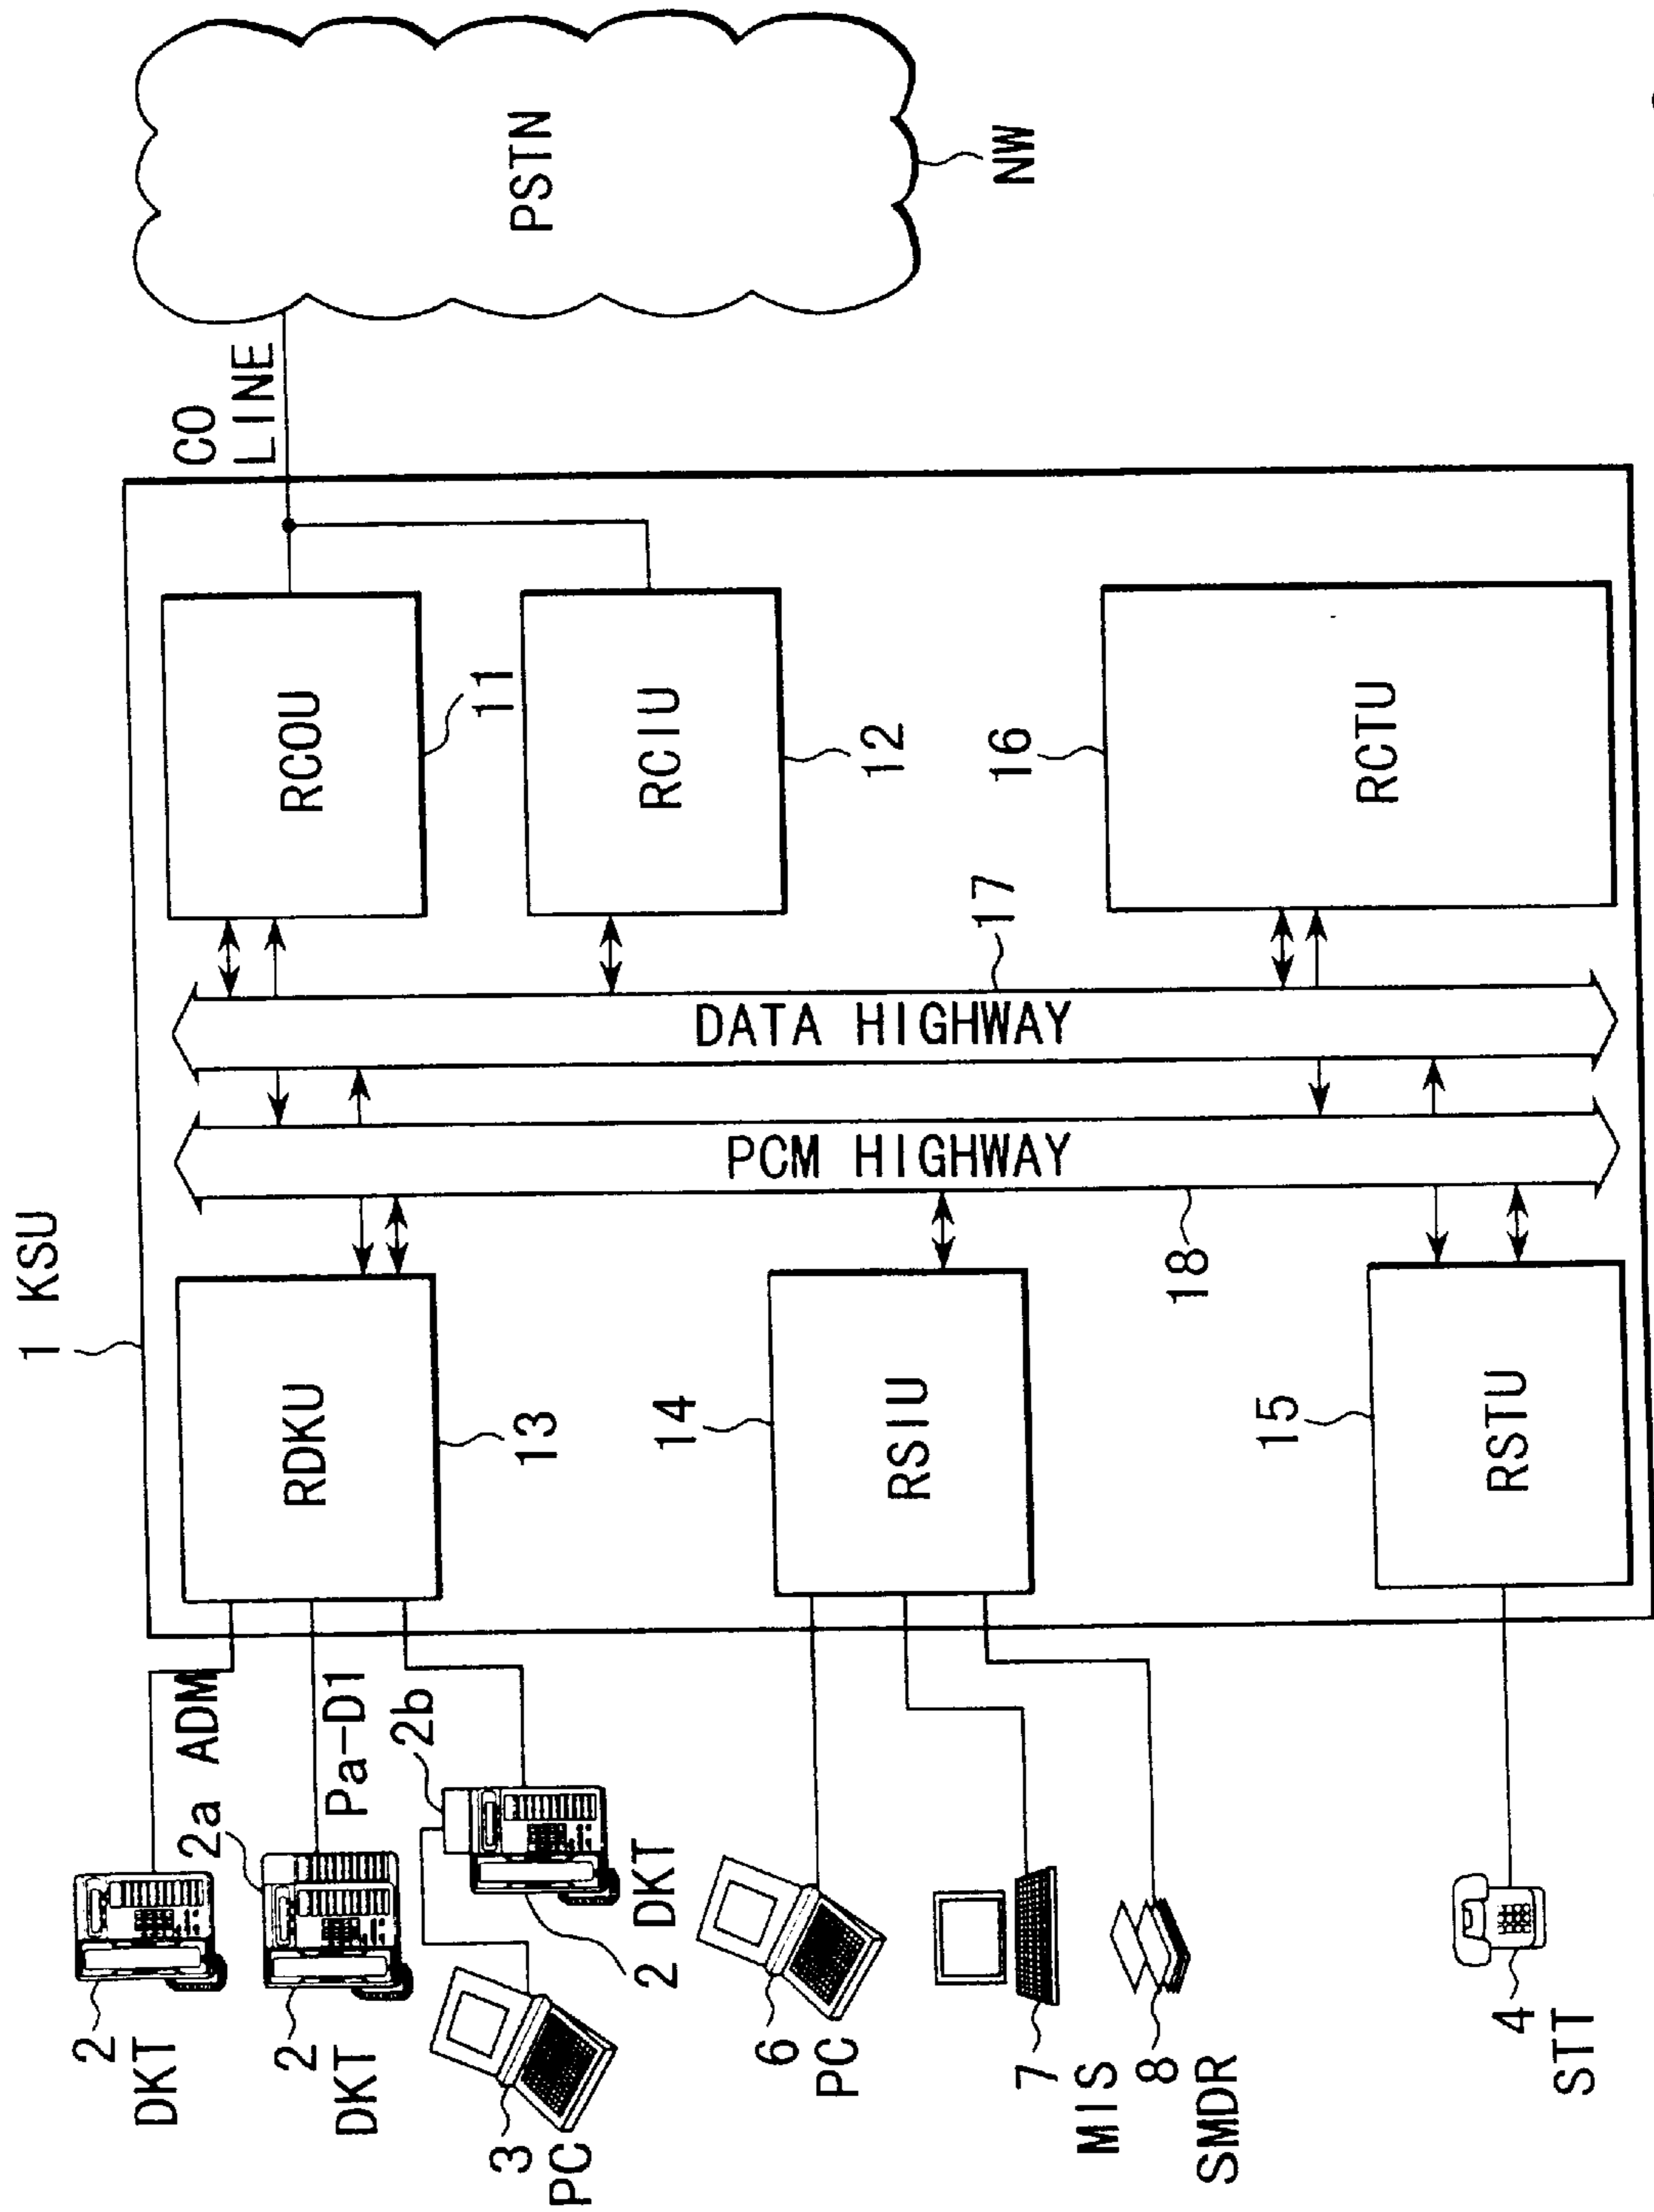 1 KSU
2
DKT
2a ADM
2
DKT
Pa-D1
2b
3
PC
2
DKT
6
PC
7
MIS
8
SMDR
4
STT
RDKU
13
14
RSIU
15
RSTU
18
PCM HIGHWAY
DATA HIGHWAY
17
RCOU
11
RCIU
12
16
RCTU
CO
LINE
PSTN
NW